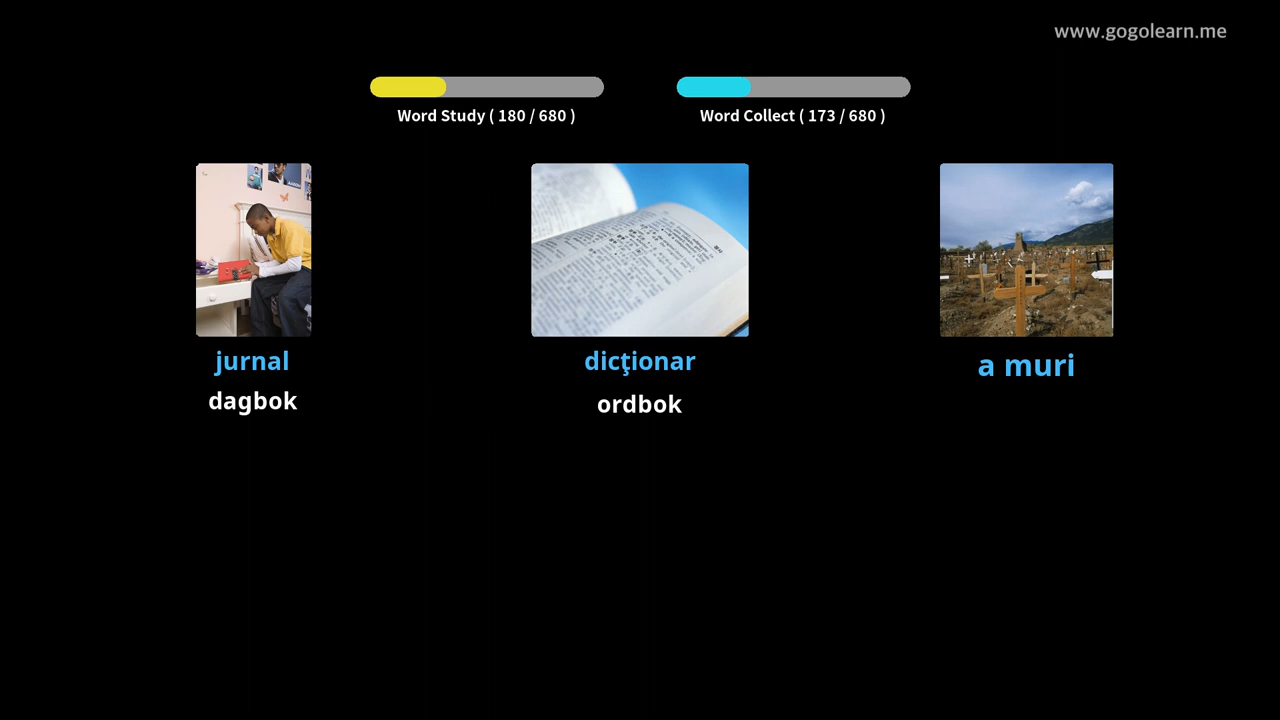 www.gogolearn.me
Word Study ( 180 / 680 )
Word Collect ( 173 / 680 )
jurnal
dicţionar
a muri
dagbok
ordbok